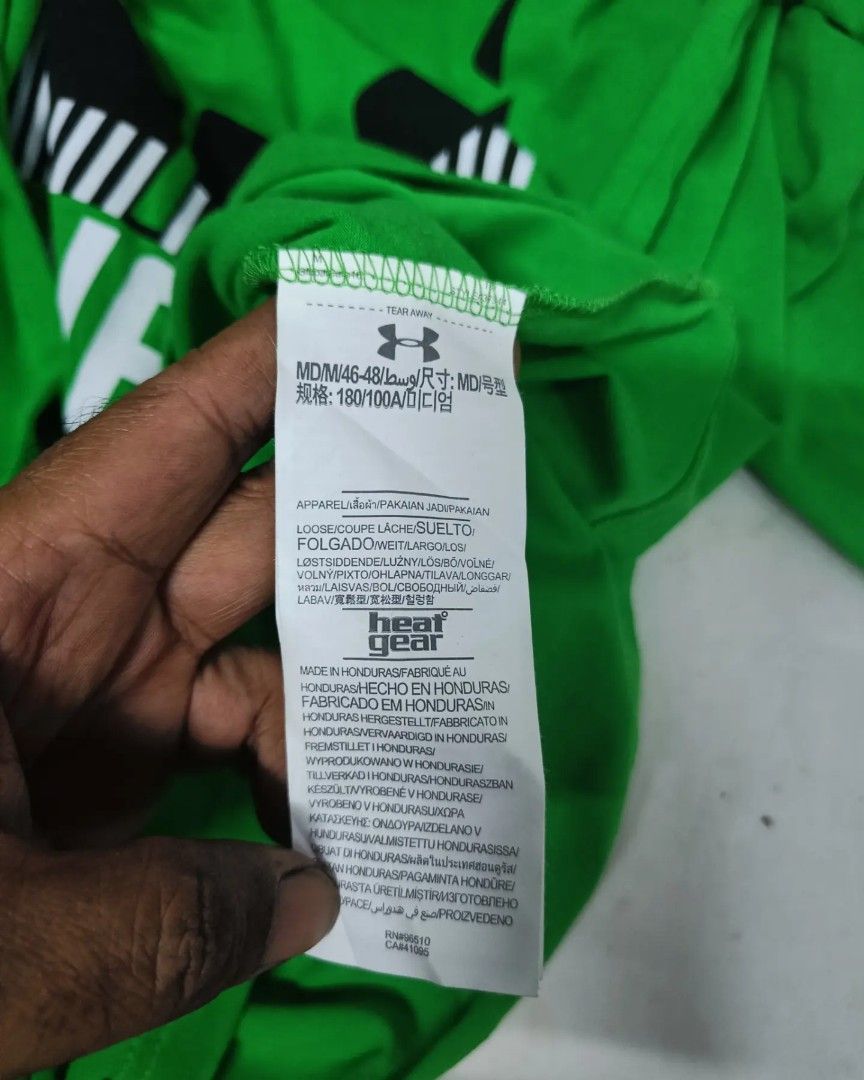 TEAR AWAY
MD/M/46-48/وسط/尺寸: MD/号型
规格: 180/100A/미디엄
APPAREL/เสื้อผ้า/PAKAIAN JADI/PAKAIAN
LOOSE/COUPE LÂCHE/SUELTO/
FOLGADO/WEIT/LARGO/LOS/
LØSTSIDDENDE/LUŹNY/LÖS/BŐ/VOLNÉ/
VOLNÝ/PIXTO/OHLAPNA/TILAVA/LONGGAR/
หลวม/LAISVAS/BOL/СВОБОДНЫЙ/فضفاض/
LABAV/寬鬆型/宽松型/헐렁함
heat
gear
MADE IN HONDURAS/FABRIQUÉ AU
HONDURAS/HECHO EN HONDURAS/
FABRICADO EM HONDURAS/IN
HONDURAS HERGESTELLT/FABBRICATO IN
HONDURAS/VERVAARDIGD IN HONDURAS/
FREMSTILLET I HONDURAS/
WYPRODUKOWANO W HONDURASIE/
TILLVERKAD I HONDURAS/HONDURASZBAN
KÉSZÜLT/VYROBENÉ V HONDURASE/
VYROBENO V HONDURASU/ΧΩΡΑ
ΚΑΤΑΣΚΕΥΗΣ: ΟΝΔΟΥΡΑ/IZDELANO V
HUNDURASU/VALMISTETTU HONDURASISSA/
DIBUAT DI HONDURAS/ผลิตในประเทศฮอนดูรัส/
HONDURAS/PAGAMINTA HONDŪRE/
ÜRETİLMİŞTİR/ИЗГОТОВЛЕНО
صنع في هندوراس/PROIZVEDENO
RN#96510
CA#41095